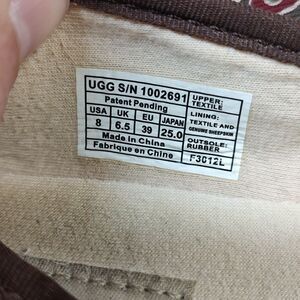 UGG S/N 1002691
Patent Pending
USA UK EU JAPAN
8 6.5 39 25.0
Made in China
Fabrique en Chine
UPPER:
TEXTILE
LINING:
TEXTILE AND
GENUINE SHEEPSKIN
OUTSOLE:
RUBBER
F3012L